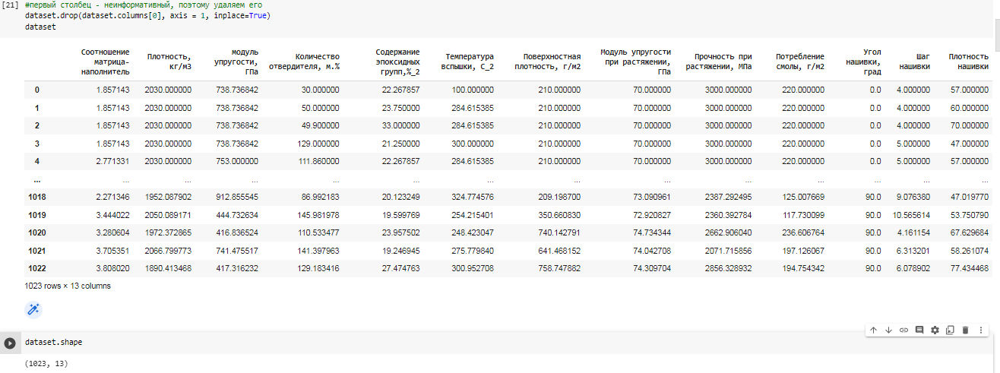 [21] #первый столбец - неинформативный, поэтому удаляем его
dataset.drop(dataset.columns[0], axis = 1, inplace=True)
dataset
Соотношение матрица-наполнитель Плотность, кг/м3 модуль упругости, ГПа Количество отвердителя, м.% Содержание эпоксидных групп,%_2 Температура вспышки, С_2 Поверхностная плотность, г/м2 Модуль упругости при растяжении, ГПа Прочность при растяжении, МПа Потребление смолы, г/м2 Угол нашивки, град Шаг нашивки Плотность нашивки
0 1.857143 2030.000000 738.736842 30.000000 22.267857 100.000000 210.000000 70.000000 3000.000000 220.000000 0.0 4.000000 57.000000
1 1.857143 2030.000000 738.736842 50.000000 23.750000 284.615385 210.000000 70.000000 3000.000000 220.000000 0.0 4.000000 60.000000
2 1.857143 2030.000000 738.736842 49.900000 33.000000 284.615385 210.000000 70.000000 3000.000000 220.000000 0.0 4.000000 70.000000
3 1.857143 2030.000000 738.736842 129.000000 21.250000 300.000000 210.000000 70.000000 3000.000000 220.000000 0.0 5.000000 47.000000
4 2.771331 2030.000000 753.000000 111.860000 22.267857 284.615385 210.000000 70.000000 3000.000000 220.000000 0.0 5.000000 57.000000
... ... ... ... ... ... ... ... ... ... ... ... ... ...
1018 2.271346 1952.087902 912.855545 86.992183 20.123249 324.774576 209.198700 73.090961 2387.292495 125.007669 90.0 9.076380 47.019770
1019 3.444022 2050.089171 444.732634 145.981978 19.599769 254.215401 350.660830 72.920827 2360.392784 117.730099 90.0 10.565614 53.750790
1020 3.280604 1972.372865 416.836524 110.533477 23.957502 248.423047 740.142791 74.734344 2662.906040 236.606764 90.0 4.161154 67.629684
1021 3.705351 2066.799773 741.475517 141.397963 19.246945 275.779840 641.468152 74.042708 2071.715856 197.126067 90.0 6.313201 58.261074
1022 3.808020 1890.413468 417.316232 129.183416 27.474763 300.952708 758.747882 74.309704 2856.328932 194.754342 90.0 6.078902 77.434468
1023 rows × 13 columns
dataset.shape
(1023, 13)